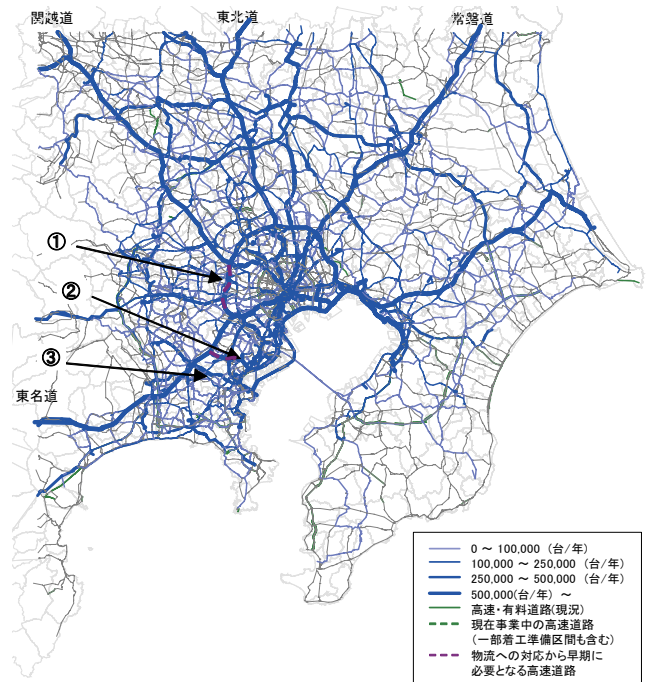 関越道
東北道
常磐道
①
②
③
東名道
0 ～ 100,000 (台/年)
100,000 ～ 250,000 (台/年)
250,000 ～ 500,000 (台/年)
500,000(台/年) ～
高速・有料道路(現況)
現在事業中の高速道路
(一部着工準備区間も含む)
物流への対応から早期に
必要となる高速道路